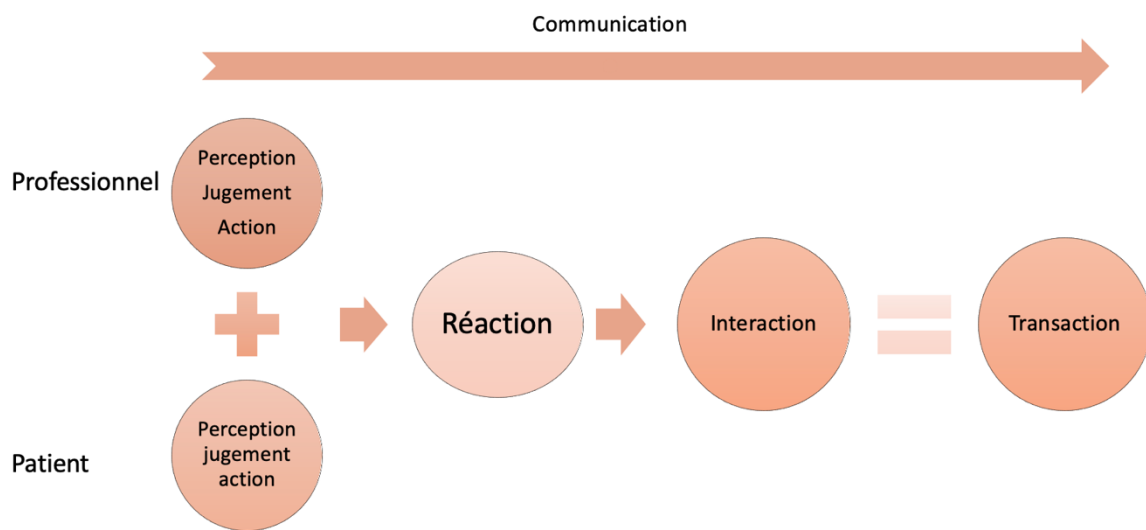 Communication
Professionnel
Perception
Jugement
Action
Réaction
Interaction
Transaction
Patient
Perception
jugement
action